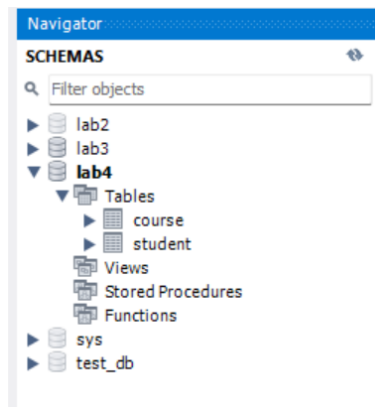 Navigator
SCHEMAS
Filter objects
lab2
lab3
lab4
Tables
course
student
Views
Stored Procedures
Functions
sys
test_db